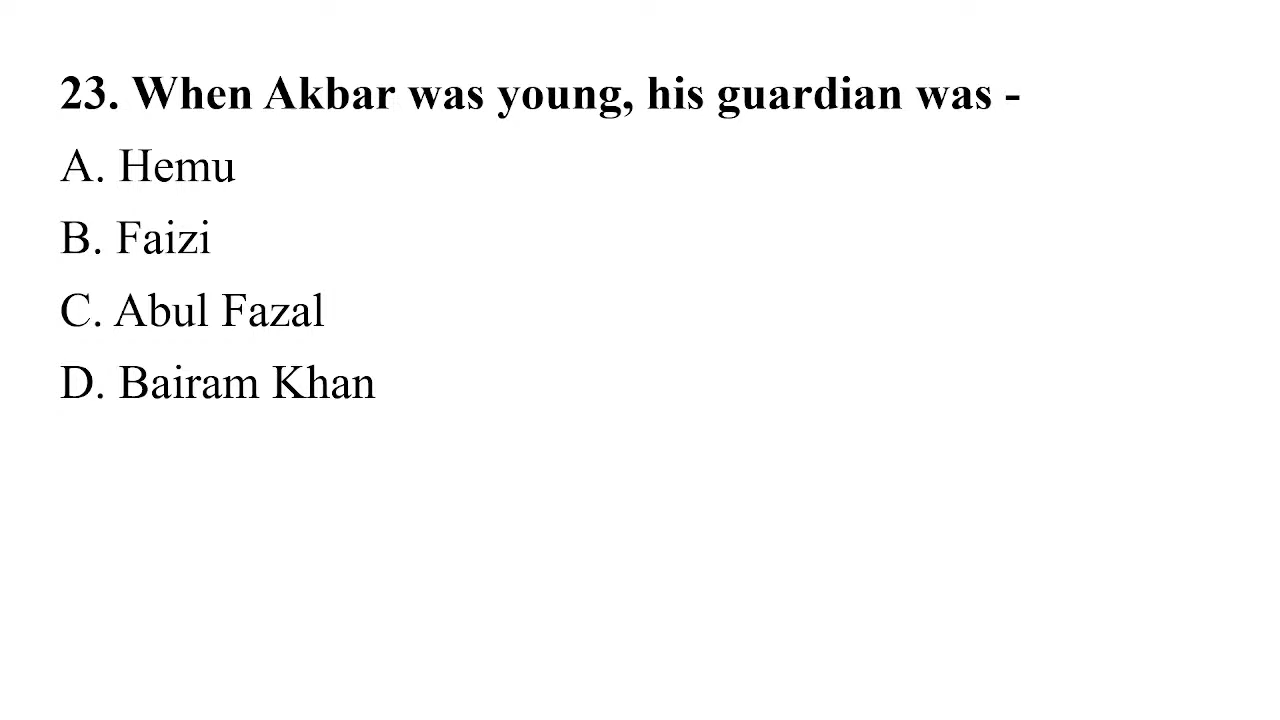 23. When Akbar was young, his guardian was -
A. Hemu
B. Faizi
C. Abul Fazal
D. Bairam Khan